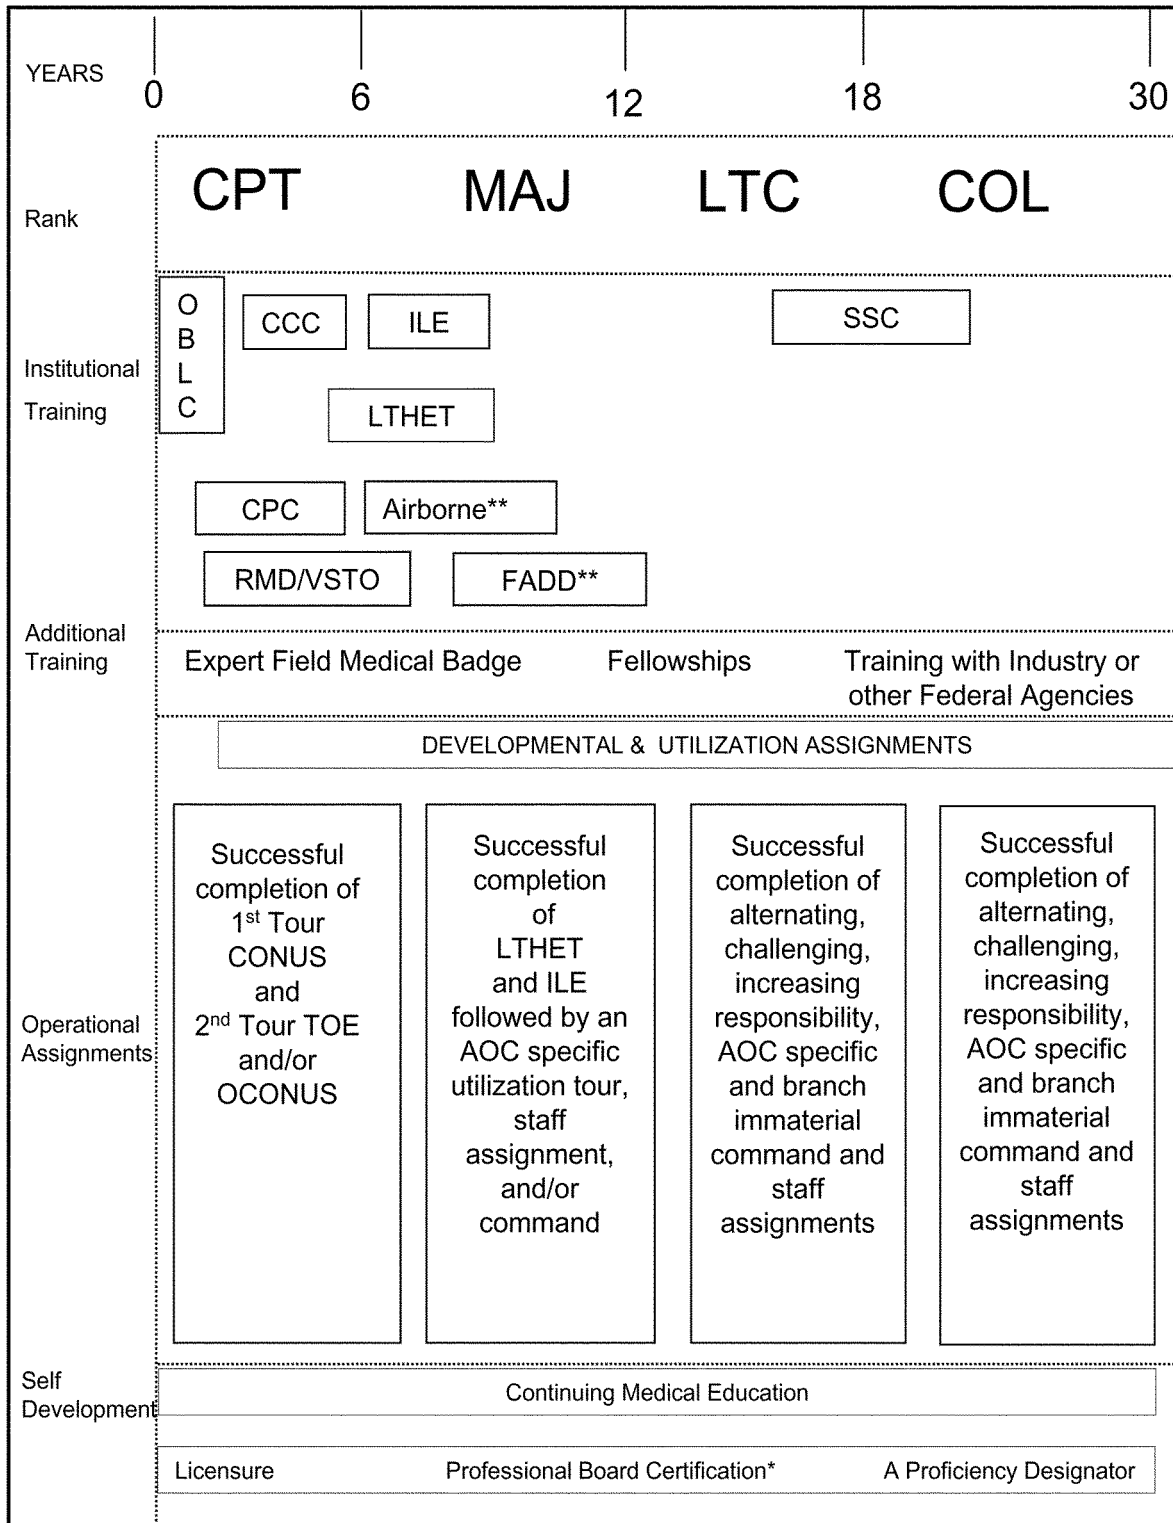 YEARS
0 6 12 18 30
Rank
CPT MAJ LTC COL
Institutional
Training
O
B
L
C
CCC ILE SSC
LTHET
CPC Airborne**
RMD/VSTO FADD**
Additional
Training
Expert Field Medical Badge Fellowships Training with Industry or
other Federal Agencies
DEVELOPMENTAL & UTILIZATION ASSIGNMENTS
Operational
Assignments
Successful
completion of
1st Tour
CONUS
and
2nd Tour TOE
and/or
OCONUS
Successful
completion
of
LTHET
and ILE
followed by an
AOC specific
utilization tour,
staff
assignment,
and/or
command
Successful
completion of
alternating,
challenging,
increasing
responsibility,
AOC specific
and branch
immaterial
command and
staff
assignments
Successful
completion of
alternating,
challenging,
increasing
responsibility,
AOC specific
and branch
immaterial
command and
staff
assignments
Self
Development
Continuing Medical Education
Licensure Professional Board Certification* A Proficiency Designator